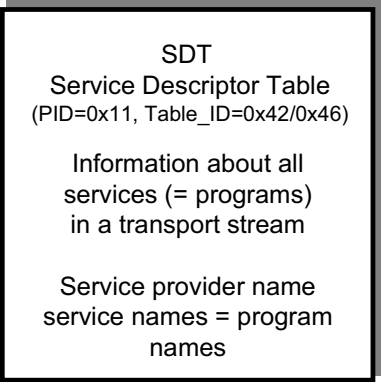 SDT
Service Descriptor Table
(PID=0x11, Table_ID=0x42/0x46)
Information about all
services (= programs)
in a transport stream
Service provider name
service names = program
names